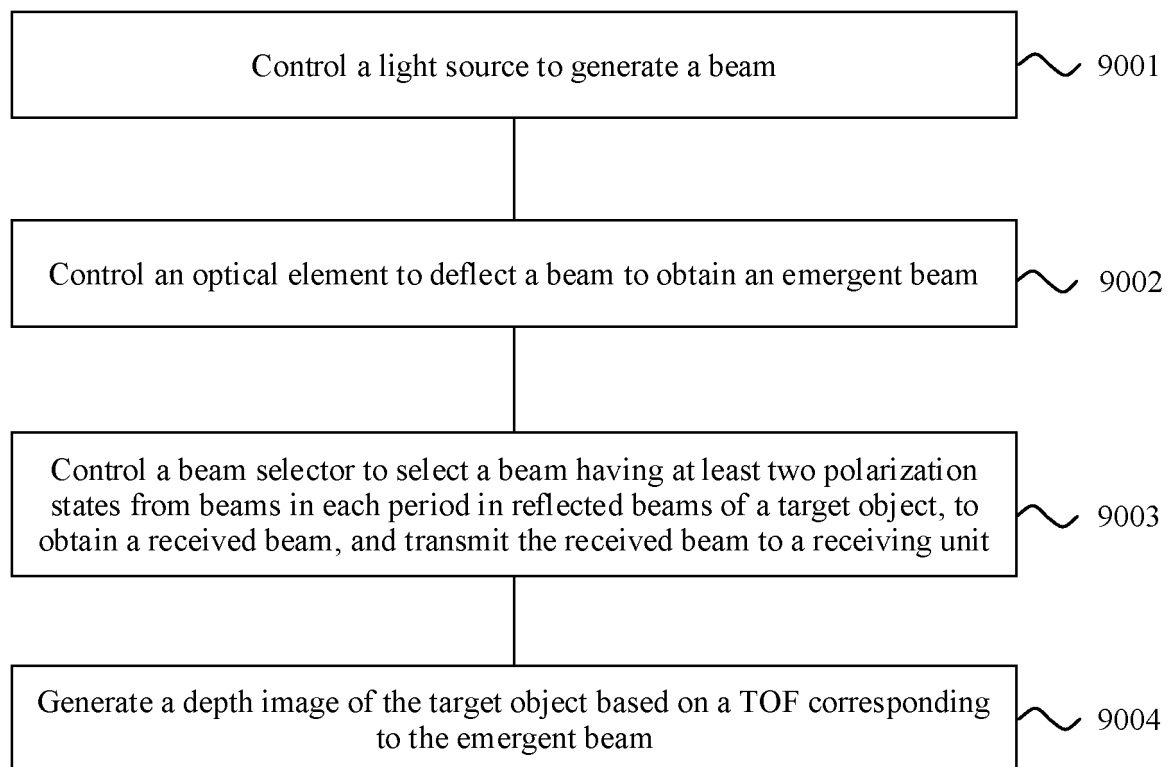 Control a light source to generate a beam
9001
Control an optical element to deflect a beam to obtain an emergent beam
9002
Control a beam selector to select a beam having at least two polarization
states from beams in each period in reflected beams of a target object, to
obtain a received beam, and transmit the received beam to a receiving unit
9003
Generate a depth image of the target object based on a TOF corresponding
to the emergent beam
9004